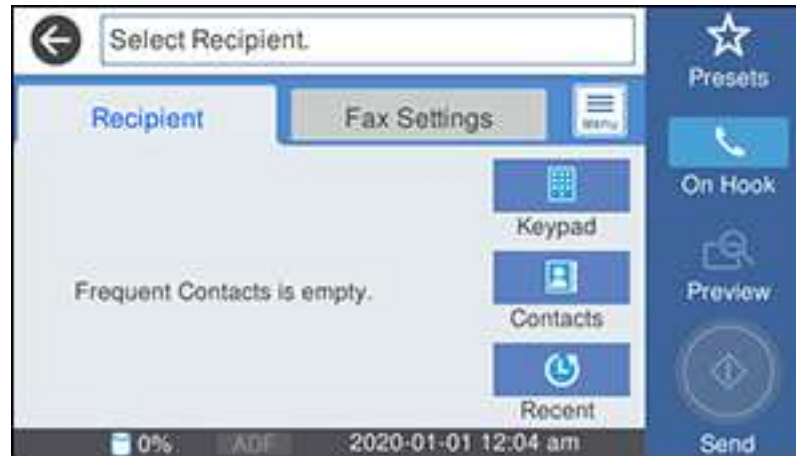 Select Recipient.
Presets
Recipient
Fax Settings
Menu
On Hook
Keypad
Frequent Contacts is empty.
Contacts
Preview
Recent
0%
ADF
2020-01-01 12:04 am
Send